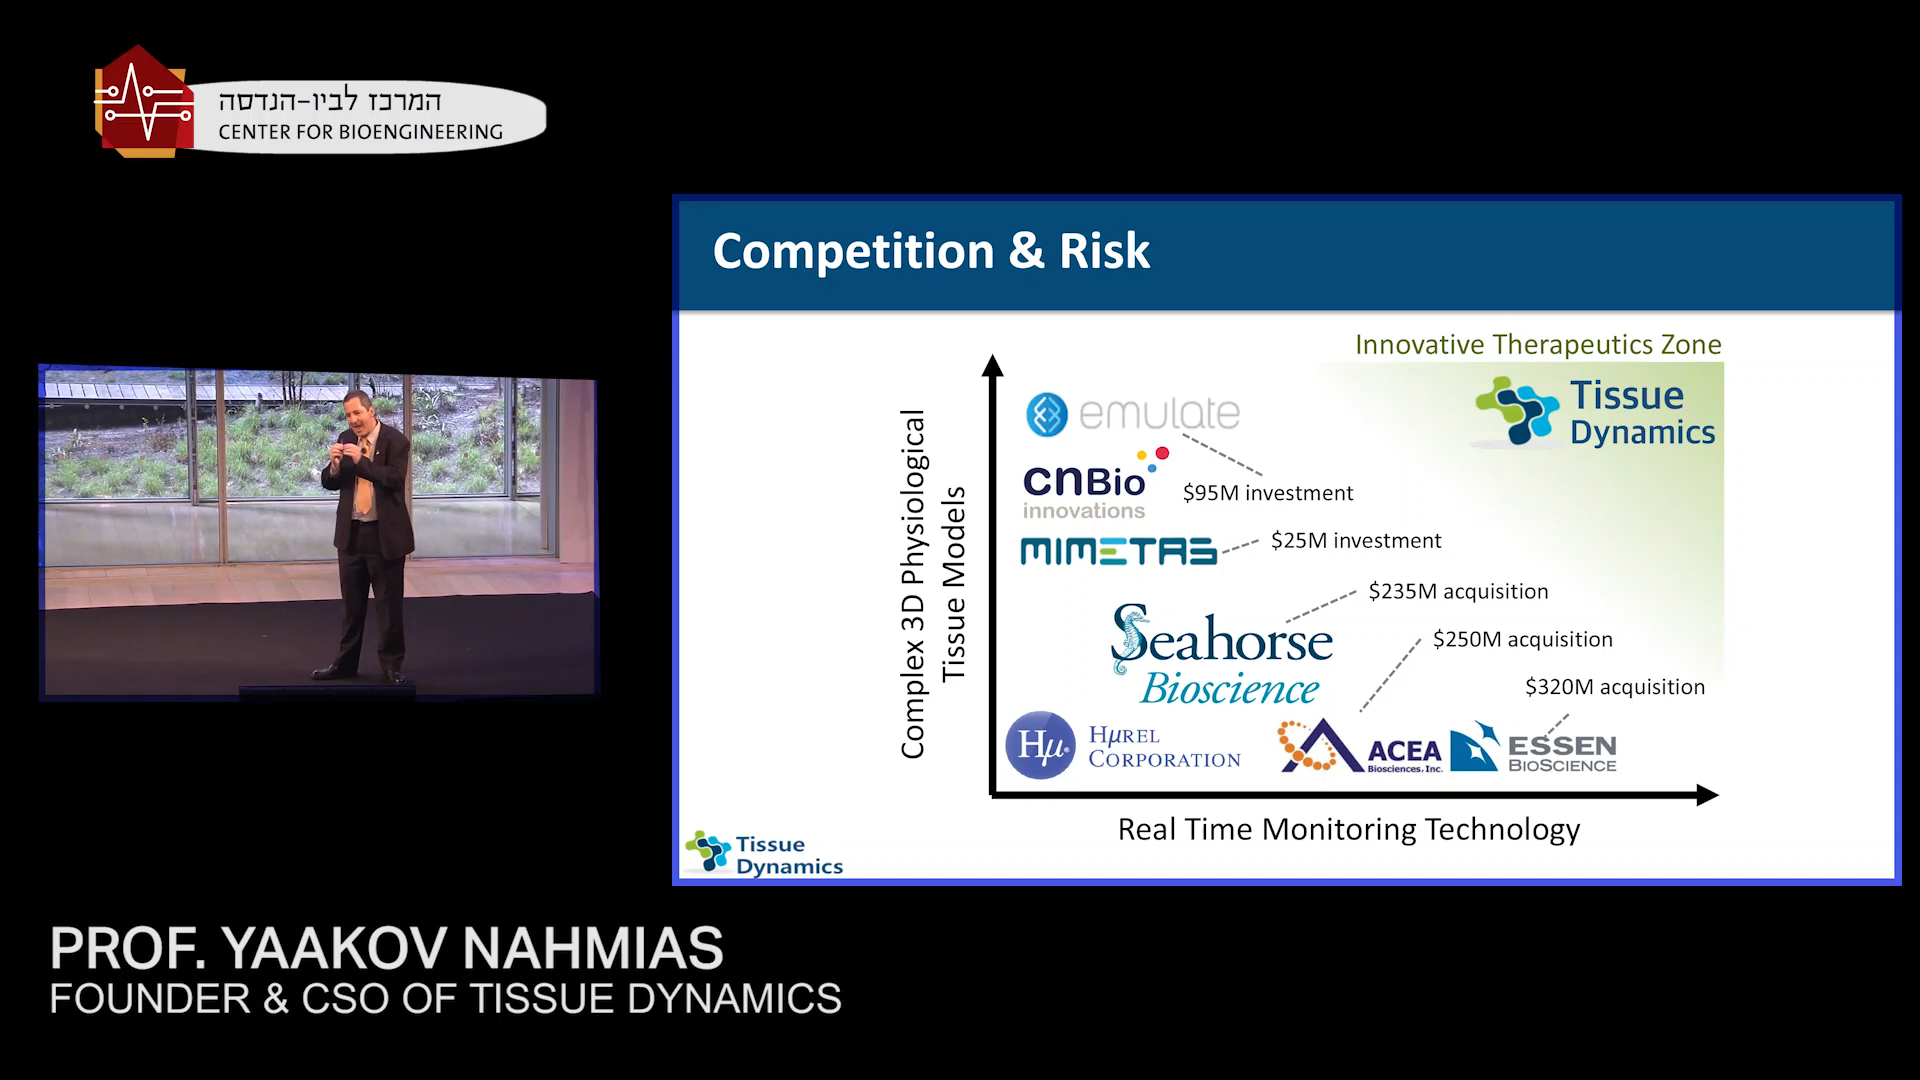 המרכז לביו-הנדסה
CENTER FOR BIOENGINEERING
Competition & Risk
Innovative Therapeutics Zone
Tissue
Dynamics
Complex 3D Physiological
Tissue Models
emulate
CNBio
innovations
$95M investment
MIMETAS
$25M investment
$235M acquisition
Seahorse
Bioscience
$250M acquisition
$320M acquisition
Hμ
HμREL
CORPORATION
ACEA
Biosciences, Inc.
ESSEN
BIOSCIENCE
Real Time Monitoring Technology
Tissue
Dynamics
PROF. YAAKOV NAHMIAS
FOUNDER & CSO OF TISSUE DYNAMICS